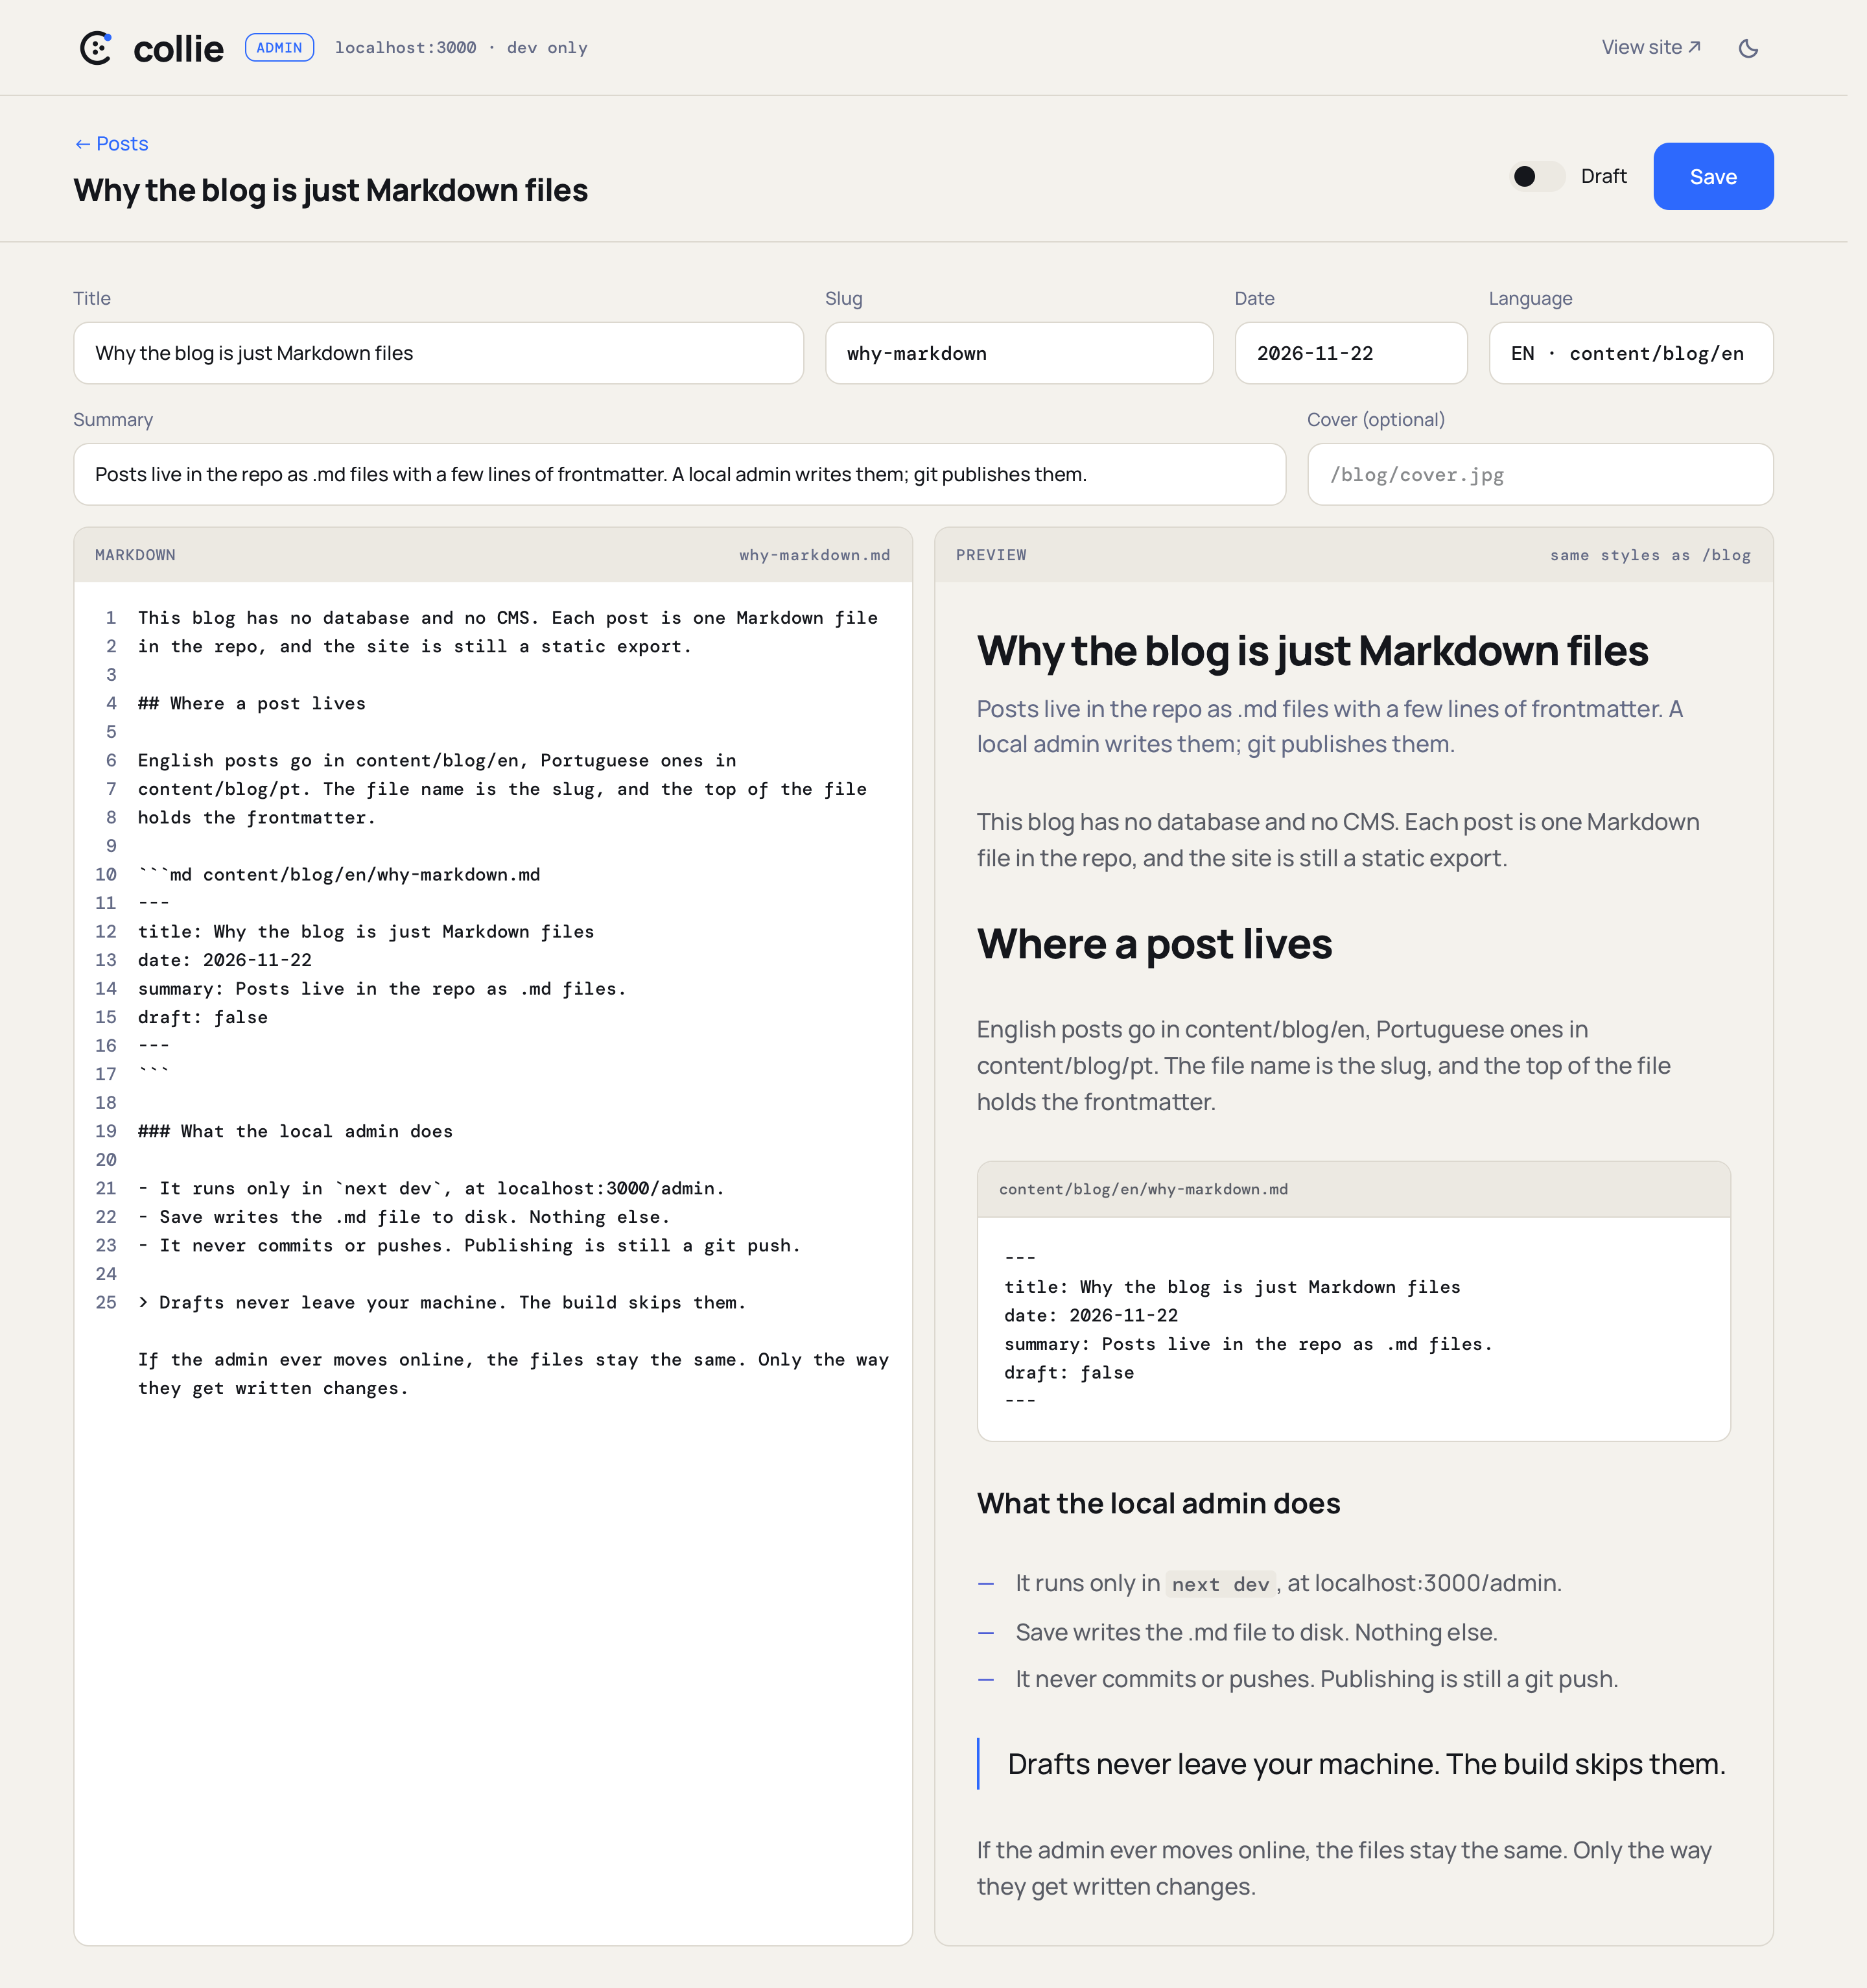 collie ADMIN localhost:3000 · dev only View site ↗
← Posts
Why the blog is just Markdown files
Draft Save
Title Slug Date Language
Why the blog is just Markdown files why-markdown 2026-11-22 EN · content/blog/en
Summary Cover (optional)
Posts live in the repo as .md files with a few lines of frontmatter. A local admin writes them; git publishes them. /blog/cover.jpg
MARKDOWN why-markdown.md
1 This blog has no database and no CMS. Each post is one Markdown file
2 in the repo, and the site is still a static export.
3
4 ## Where a post lives
5
6 English posts go in content/blog/en, Portuguese ones in
7 content/blog/pt. The file name is the slug, and the top of the file
8 holds the frontmatter.
9
10 ```md content/blog/en/why-markdown.md
11 ---
12 title: Why the blog is just Markdown files
13 date: 2026-11-22
14 summary: Posts live in the repo as .md files.
15 draft: false
16 ---
17 ```
18
19 ### What the local admin does
20
21 - It runs only in `next dev`, at localhost:3000/admin.
22 - Save writes the .md file to disk. Nothing else.
23 - It never commits or pushes. Publishing is still a git push.
24
25 > Drafts never leave your machine. The build skips them.
If the admin ever moves online, the files stay the same. Only the way
they get written changes.
PREVIEW same styles as /blog
Why the blog is just Markdown files
Posts live in the repo as .md files with a few lines of frontmatter. A
local admin writes them; git publishes them.
This blog has no database and no CMS. Each post is one Markdown
file in the repo, and the site is still a static export.
Where a post lives
English posts go in content/blog/en, Portuguese ones in
content/blog/pt. The file name is the slug, and the top of the file
holds the frontmatter.
content/blog/en/why-markdown.md
---
title: Why the blog is just Markdown files
date: 2026-11-22
summary: Posts live in the repo as .md files.
draft: false
---
What the local admin does
— It runs only in next dev, at localhost:3000/admin.
— Save writes the .md file to disk. Nothing else.
— It never commits or pushes. Publishing is still a git push.
Drafts never leave your machine. The build skips them.
If the admin ever moves online, the files stay the same. Only the way
they get written changes.